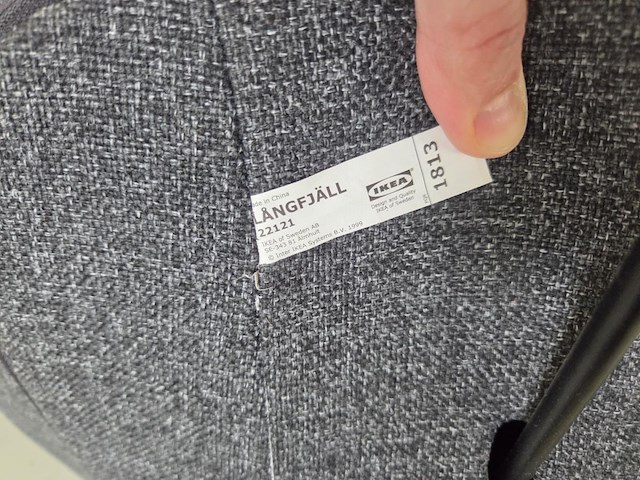 Made in China
LÅNGFJÄLL
22121
IKEA of Sweden AB
SE-343 81 Älmhult
© Inter IKEA Systems B.V. 1999
IKEA
Design and Quality
IKEA of Sweden
1813